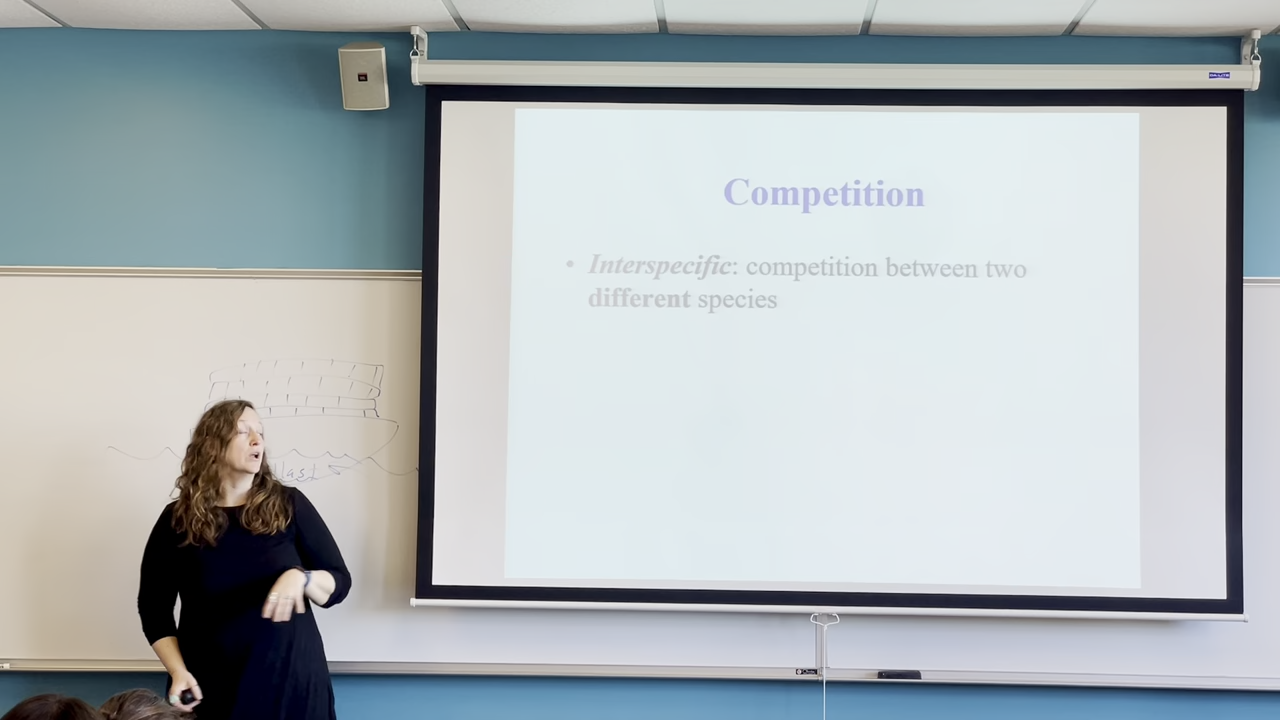 Competition
• Interspecific: competition between two
different species